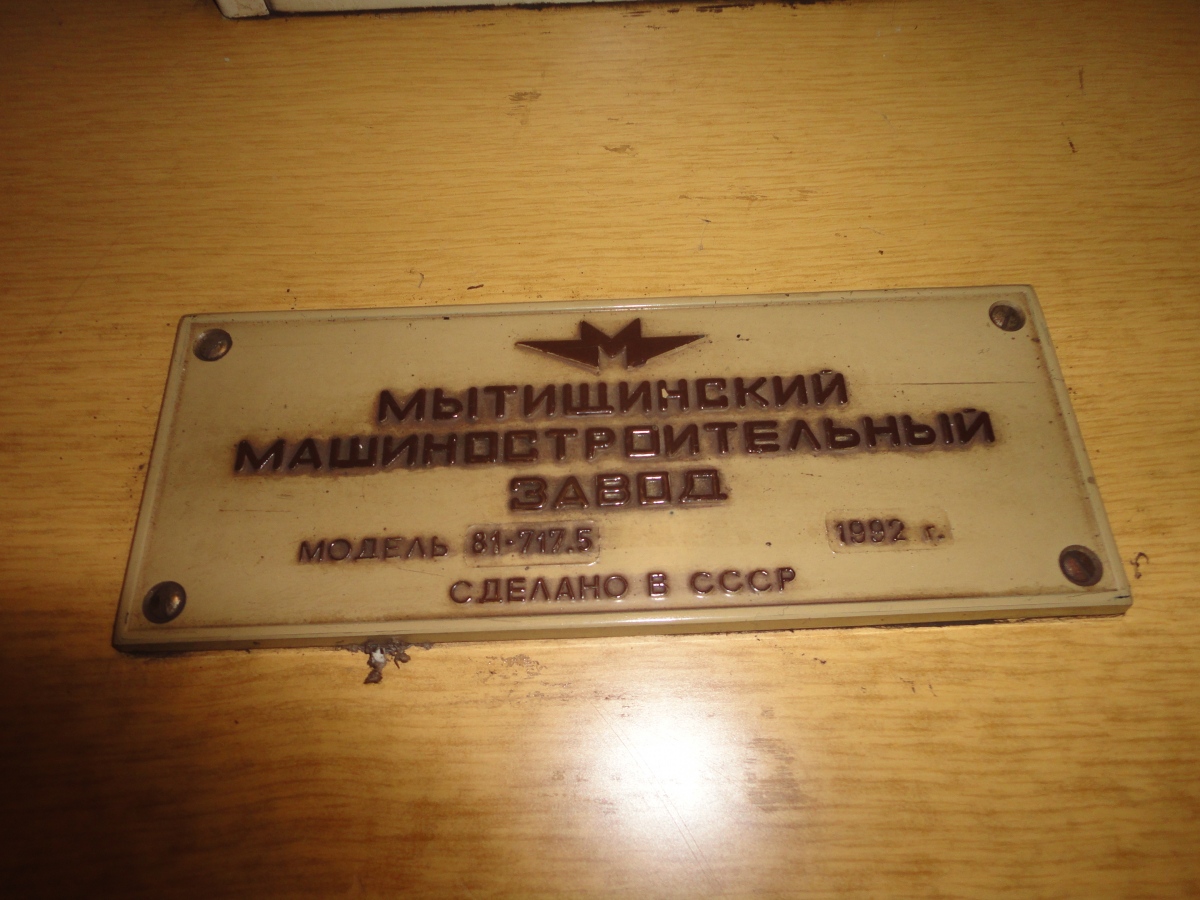 МЫТИЩИНСКИЙ
МАШИНОСТРОИТЕЛЬНЫЙ
ЗАВОД
МОДЕЛЬ 81-717.5 1992 г.
СДЕЛАНО В СССР